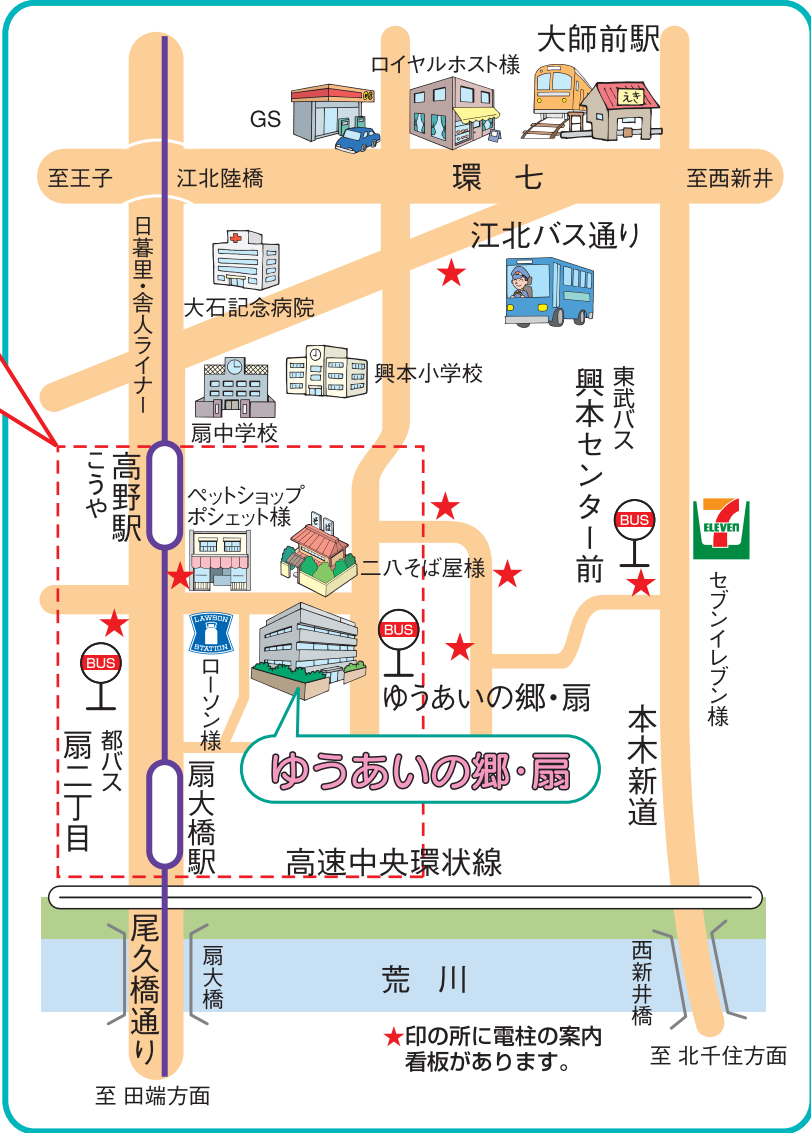 大師前駅
ロイヤルホスト様
GS
GS
えき
至王子
江北陸橋
環 七
至西新井
日暮里・舎人ライナー
江北バス通り
大石記念病院
興本小学校
扇中学校
東武バス
興本センター前
BUS
7
ELEVEn
セブンイレブン様
高野駅
こうや
ペットショップ
ポシェット様
そば
二八そば屋様
LAWSON
STATION
ローソン様
BUS
ゆうあいの郷・扇
BUS
都バス
扇二丁目
ゆうあいの郷・扇
扇大橋駅
本木新道
高速中央環状線
尾久橋通り
扇大橋
荒 川
西新井橋
★印の所に電柱の案内
看板があります。
至 田端方面
至 北千住方面